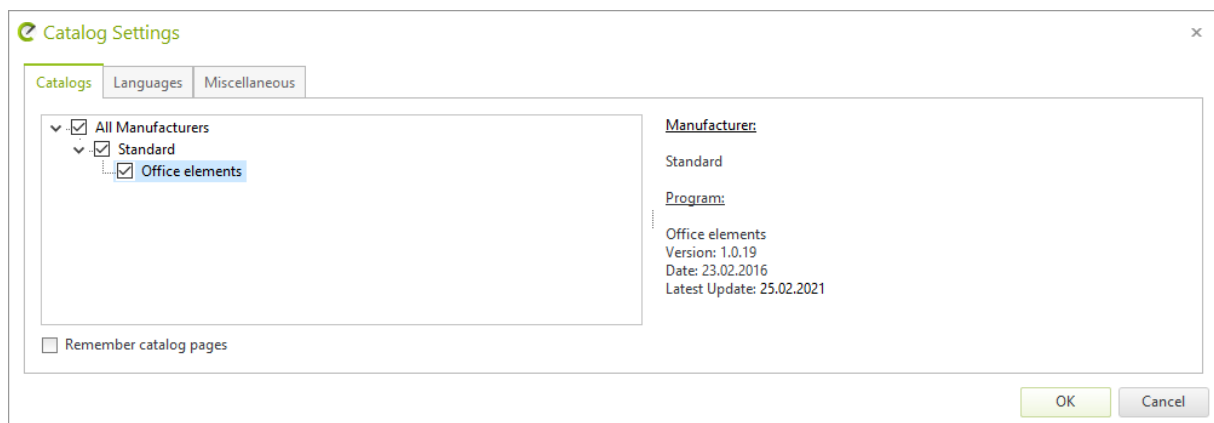 Catalog Settings
Catalogs Languages Miscellaneous
All Manufacturers
Standard
Office elements
Remember catalog pages
Manufacturer:
Standard
Program:
Office elements
Version: 1.0.19
Date: 23.02.2016
Latest Update: 25.02.2021
OK Cancel